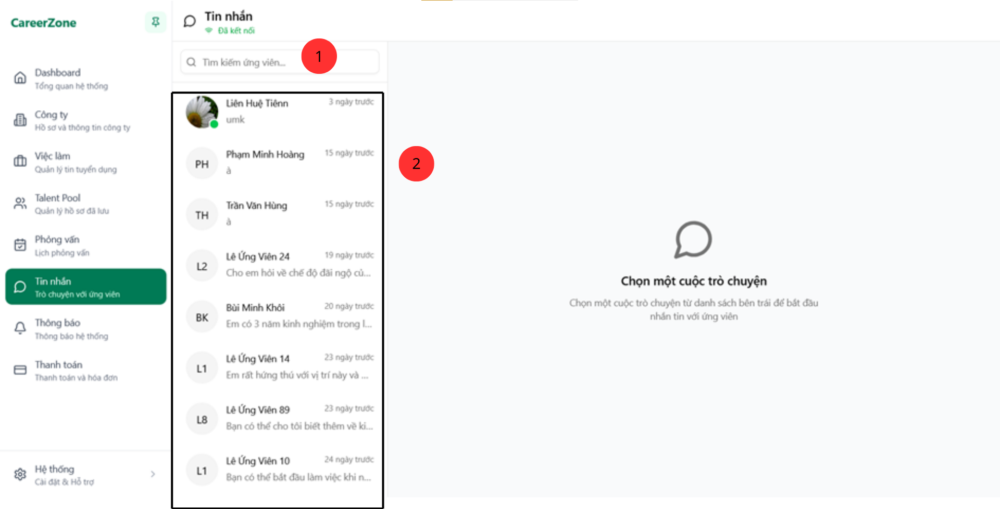 CareerZone
Dashboard
Tổng quan hệ thống
Công ty
Hồ sơ và thông tin công ty
Việc làm
Quản lý tin tuyển dụng
Talent Pool
Quản lý hồ sơ đã lưu
Phỏng vấn
Lịch phỏng vấn
Tin nhắn
Trò chuyện với ứng viên
Thông báo
Thông báo hệ thống
Thanh toán
Thanh toán và hóa đơn
Hệ thống
Cài đặt & Hỗ trợ
Tin nhắn
Đã kết nối
Tìm kiếm ứng viên...
1
Liên Huệ Tiênn 3 ngày trước
umk
PH Phạm Minh Hoàng 15 ngày trước
à
TH Trần Văn Hùng 15 ngày trước
à
L2 Lê Ứng Viên 24 19 ngày trước
Cho em hỏi về chế độ đãi ngộ củ...
BK Bùi Minh Khôi 20 ngày trước
Em có 3 năm kinh nghiệm trong l...
L1 Lê Ứng Viên 14 23 ngày trước
Em rất hứng thú với vị trí này và ...
L8 Lê Ứng Viên 89 23 ngày trước
Bạn có thể cho tôi biết thêm về ki...
L1 Lê Ứng Viên 10 24 ngày trước
Bạn có thể bắt đầu làm việc khi n...
2
Chọn một cuộc trò chuyện
Chọn một cuộc trò chuyện từ danh sách bên trái để bắt đầu
nhắn tin với ứng viên